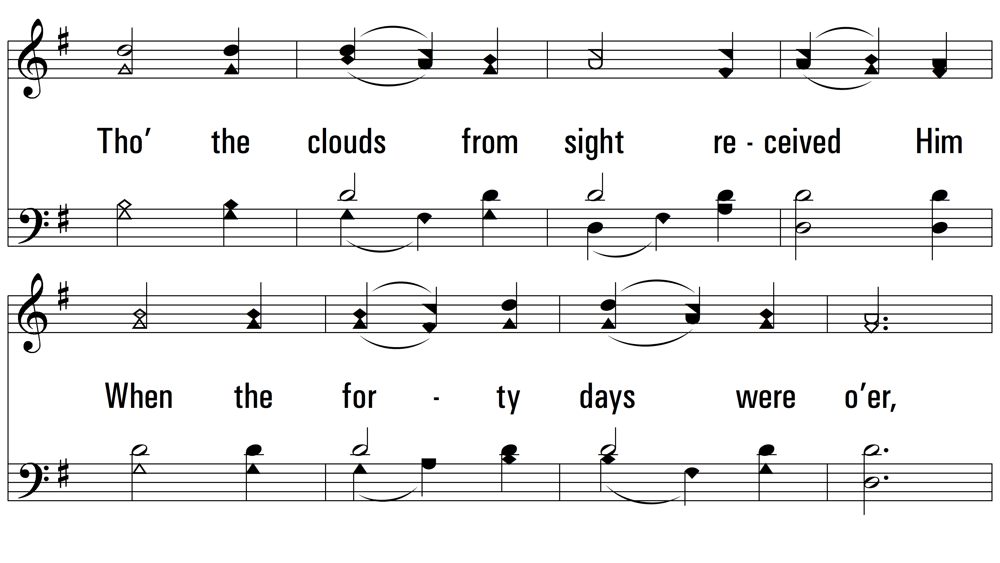 Tho’ the clouds from sight re - ceived Him
When the for - ty days were o’er,